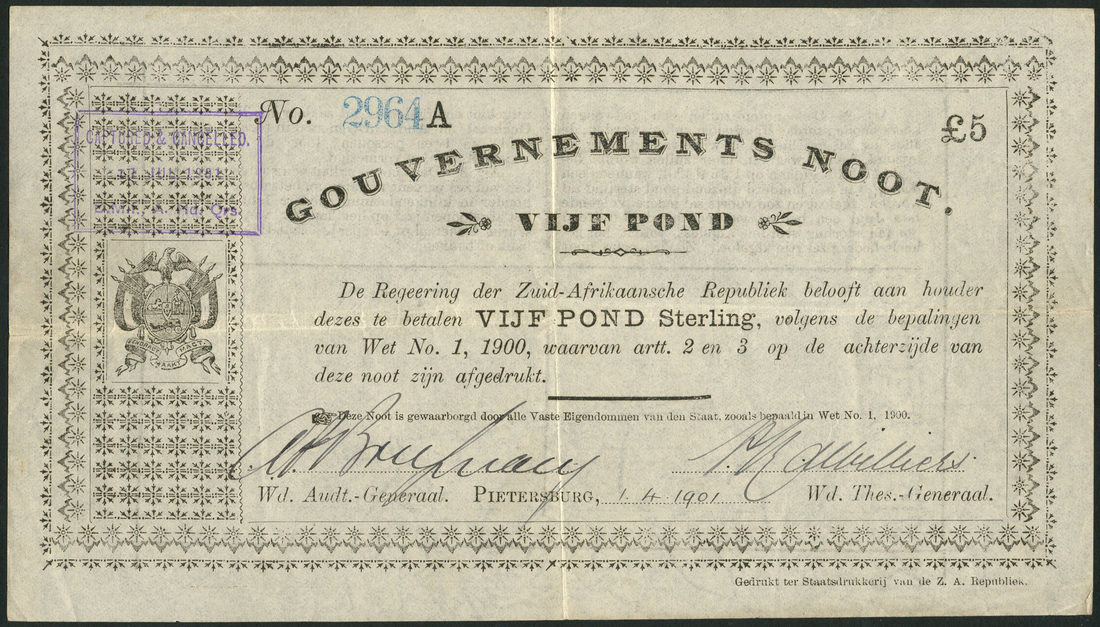 No. 2964 A
£5
CAPTURED & CANCELLED.
GOUVERNEMENTS NOOT.
VIJF POND
De Regeering der Zuid-Afrikaansche Republiek belooft aan houder
dezes te betalen VIJF POND Sterling, volgens de bepalingen
van Wet No. 1, 1900, waarvan artt. 2 en 3 op de achterzijde van
deze noot zijn afgedrukt.
Deze Noot is gewaarborgd door alle Vaste Eigendommen van den Staat, zooals bepaald in Wet No. 1, 1900.
Wd. Audt.-Generaal. PIETERSBURG, 1.4.1901 Wd. Thes.-Generaal.
Gedrukt ter Staatsdrukkerij van de Z. A. Republiek.